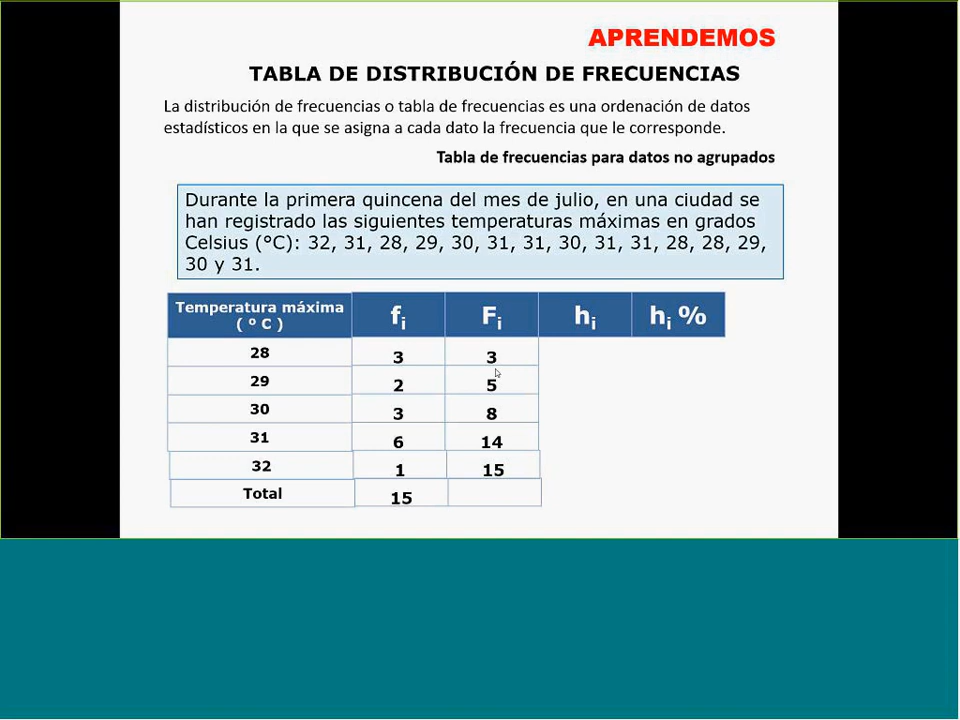 APRENDEMOS
TABLA DE DISTRIBUCIÓN DE FRECUENCIAS
La distribución de frecuencias o tabla de frecuencias es una ordenación de datos
estadísticos en la que se asigna a cada dato la frecuencia que le corresponde.
Tabla de frecuencias para datos no agrupados
Durante la primera quincena del mes de julio, en una ciudad se
han registrado las siguientes temperaturas máximas en grados
Celsius (°C): 32, 31, 28, 29, 30, 31, 31, 30, 31, 31, 28, 28, 29,
30 y 31.
Temperatura máxima
( º C ) fi Fi hi hi %
28 3 3
29 2 5
30 3 8
31 6 14
32 1 15
Total 15